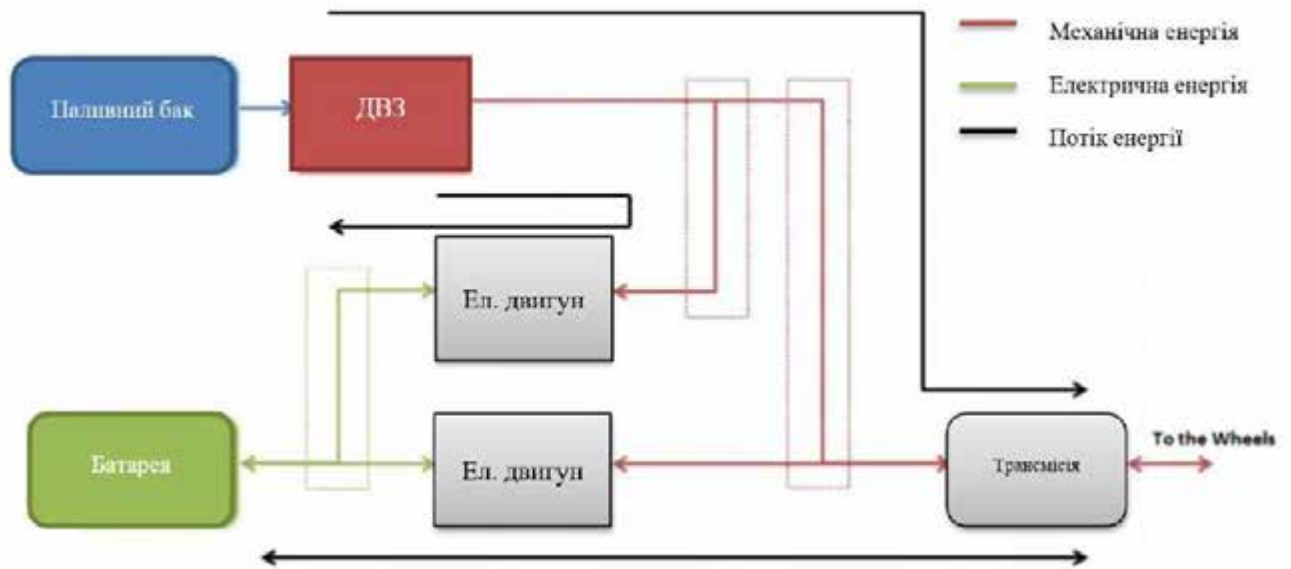 Паливний бак
ДВЗ
Механічна енергія
Електрична енергія
Потік енергії
Ел. двигун
Батарея
Ел. двигун
Трансмісія
To the Wheels